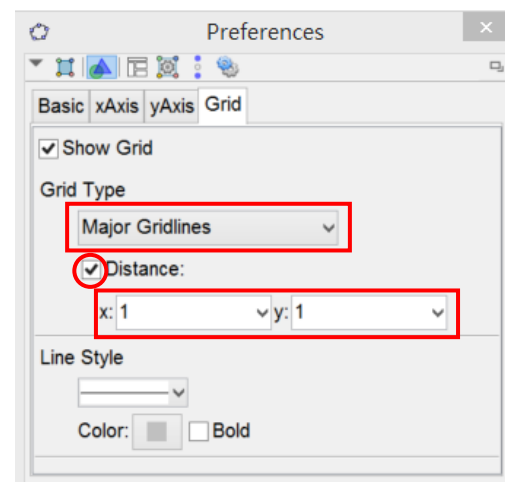 Preferences
Basic xAxis yAxis Grid
Show Grid
Grid Type
Major Gridlines
Distance:
x: 1 y: 1
Line Style
Color: Bold